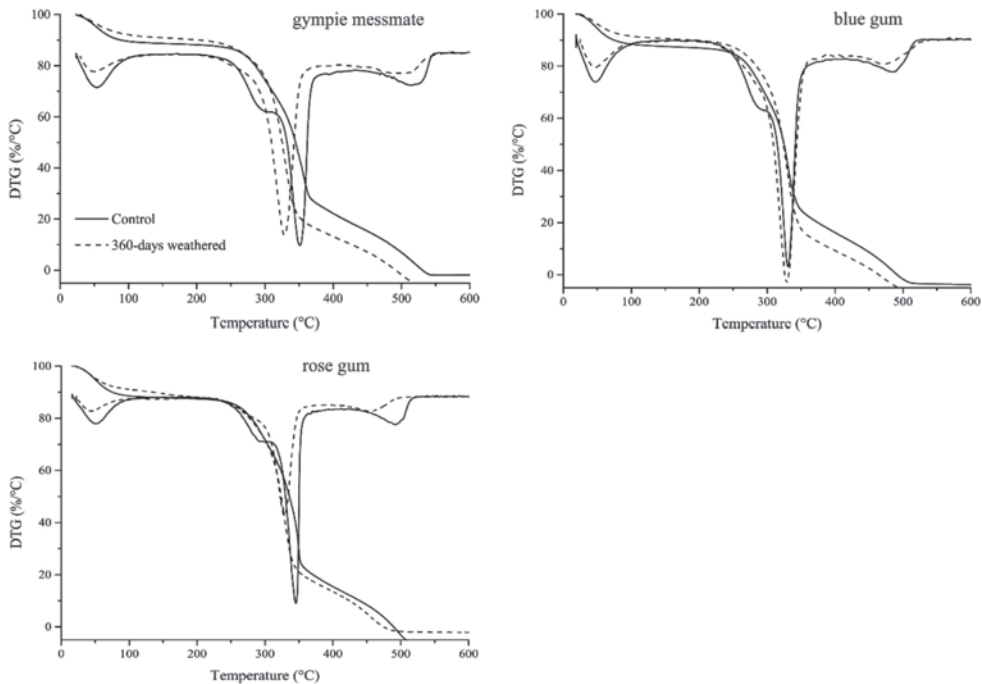 gympie messmate
100
80
60
40
20
0
DTG (%/°C)
Control
360-days weathered
0 100 200 300 400 500 600
Temperature (°C)
blue gum
100
80
60
40
20
0
DTG (%/°C)
0 100 200 300 400 500 600
Temperature (°C)
rose gum
100
80
60
40
20
0
DTG (%/°C)
0 100 200 300 400 500 600
Temperature (°C)